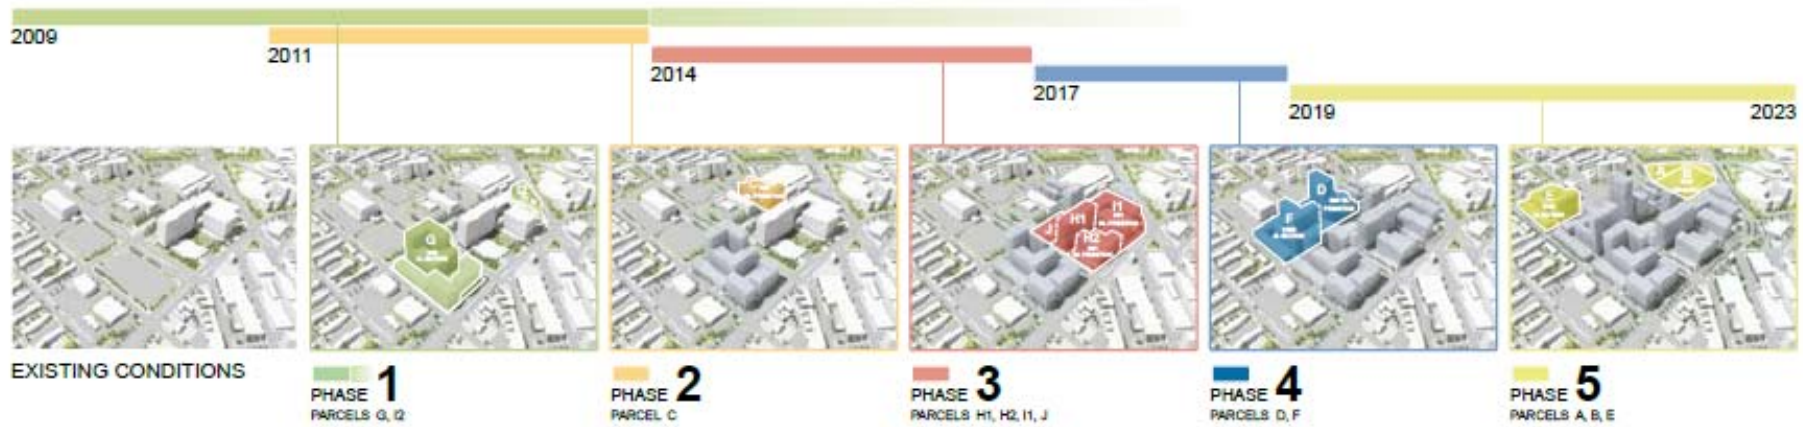 2009
2011
2014
2017
2019
2023
G
C
J
H1
I1
H2
D
F
E
A
B
EXISTING CONDITIONS
PHASE 1
PARCELS G, I2
PHASE 2
PARCEL C
PHASE 3
PARCELS H1, H2, I1, J
PHASE 4
PARCELS D, F
PHASE 5
PARCELS A, B, E